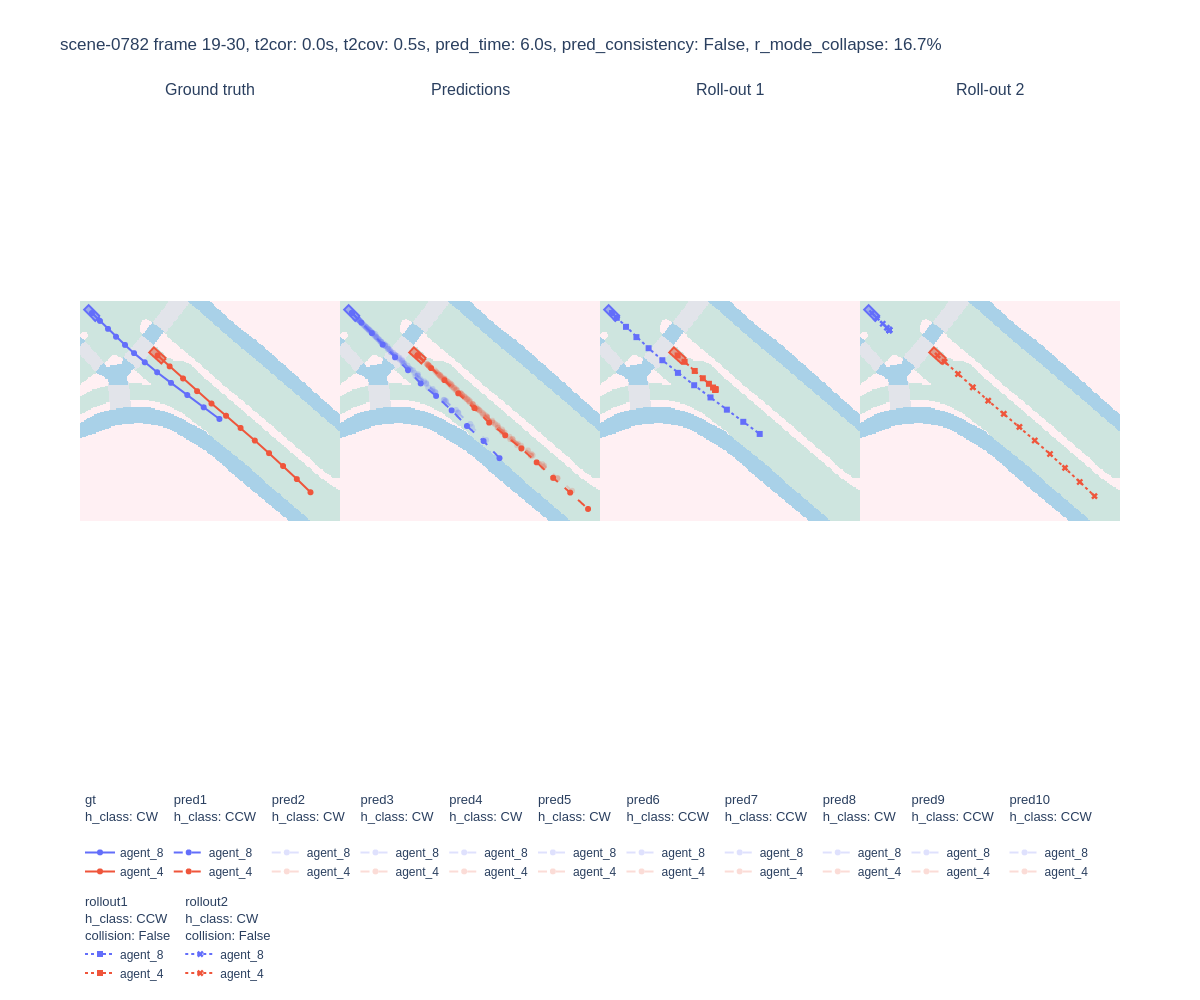 scene-0782 frame 19-30, t2cor: 0.0s, t2cov: 0.5s, pred_time: 6.0s, pred_consistency: False, r_mode_collapse: 16.7%
Ground truth Predictions Roll-out 1 Roll-out 2
gt pred1 pred2 pred3 pred4 pred5 pred6 pred7 pred8 pred9 pred10
h_class: CW h_class: CCW h_class: CW h_class: CW h_class: CW h_class: CW h_class: CCW h_class: CCW h_class: CW h_class: CCW h_class: CCW
agent_8 agent_8 agent_8 agent_8 agent_8 agent_8 agent_8 agent_8 agent_8 agent_8 agent_8
agent_4 agent_4 agent_4 agent_4 agent_4 agent_4 agent_4 agent_4 agent_4 agent_4 agent_4
rollout1 rollout2
h_class: CCW h_class: CW
collision: False collision: False
agent_8 agent_8
agent_4 agent_4